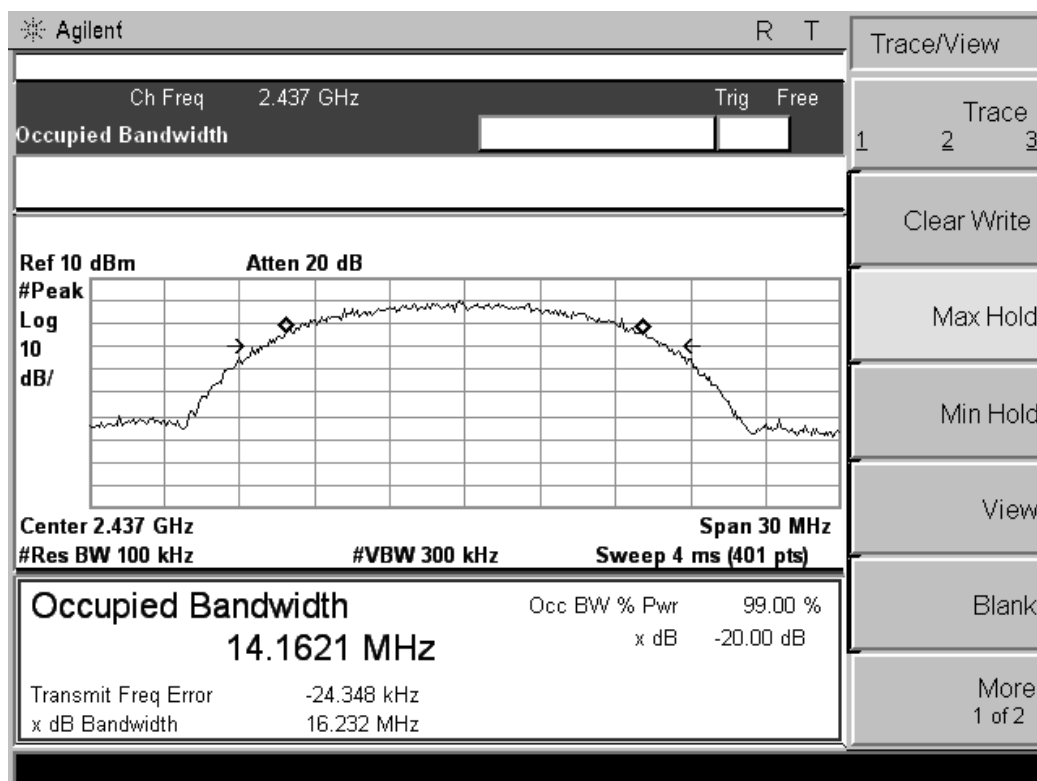 Agilent R T
Trace/View
Ch Freq 2.437 GHz Trig Free
Occupied Bandwidth
Trace
1 2 3
Clear Write
Ref 10 dBm Atten 20 dB
#Peak
Log
10
dB/
Max Hold
Min Hold
View
Center 2.437 GHz Span 30 MHz
#Res BW 100 kHz #VBW 300 kHz Sweep 4 ms (401 pts)
Occupied Bandwidth
14.1621 MHz
Occ BW % Pwr 99.00 %
x dB -20.00 dB
Transmit Freq Error -24.348 kHz
x dB Bandwidth 16.232 MHz
Blank
More
1 of 2